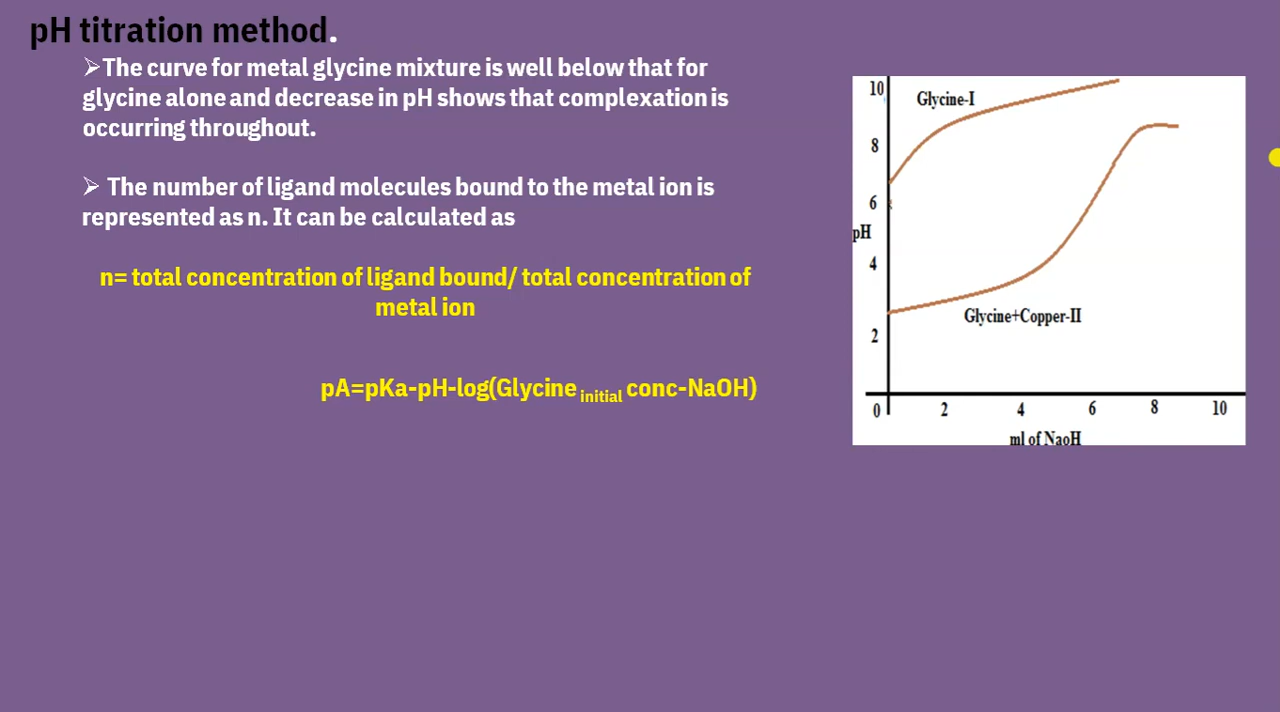 pH titration method.
➢The curve for metal glycine mixture is well below that for
glycine alone and decrease in pH shows that complexation is
occurring throughout.
➢ The number of ligand molecules bound to the metal ion is
represented as n. It can be calculated as
n= total concentration of ligand bound/ total concentration of
metal ion
pA=pKa-pH-log(Glycine initial conc-NaOH)
10
Glycine-I
8
6
pH
4
Glycine+Copper-II
2
0 2 4 6 8 10
ml of NaoH